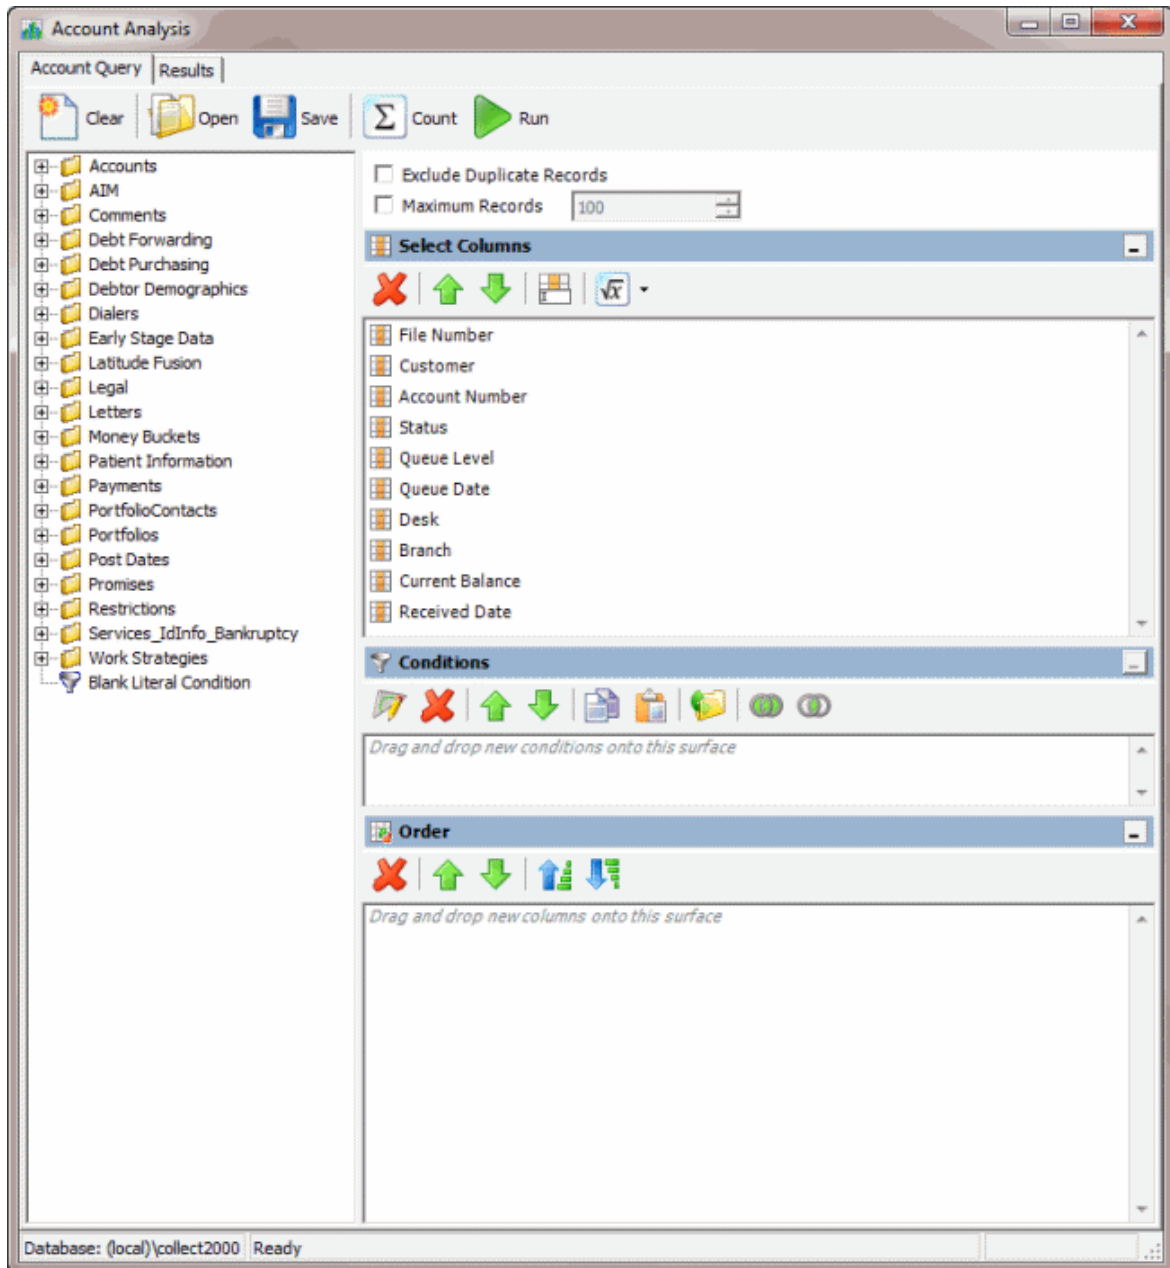 Account Analysis
Account Query Results
Clear Open Save Σ Count Run
Accounts
AIM
Comments
Debt Forwarding
Debt Purchasing
Debtor Demographics
Dialers
Early Stage Data
Latitude Fusion
Legal
Letters
Money Buckets
Patient Information
Payments
PortfolioContacts
Portfolios
Post Dates
Promises
Restrictions
Services_IdInfo_Bankruptcy
Work Strategies
Blank Literal Condition
Exclude Duplicate Records
Maximum Records 100
Select Columns
√x
File Number
Customer
Account Number
Status
Queue Level
Queue Date
Desk
Branch
Current Balance
Received Date
Conditions
Drag and drop new conditions onto this surface
Order
Drag and drop new columns onto this surface
Database: (local)\collect2000 Ready